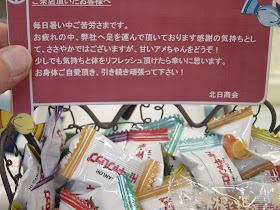 ご来店頂いたお客様へ
毎日暑い中ご苦労さまです。
お疲れの中、弊社へ足を運んで頂いております感謝の気持ちとし
て、ささやかではございますが、甘いアメちゃんをどうぞ！
少しでも気持ちと体をリフレッシュ頂けたら幸いに思います。
お身体ご自愛頂き、引き続き頑張って下さい！
北日商会